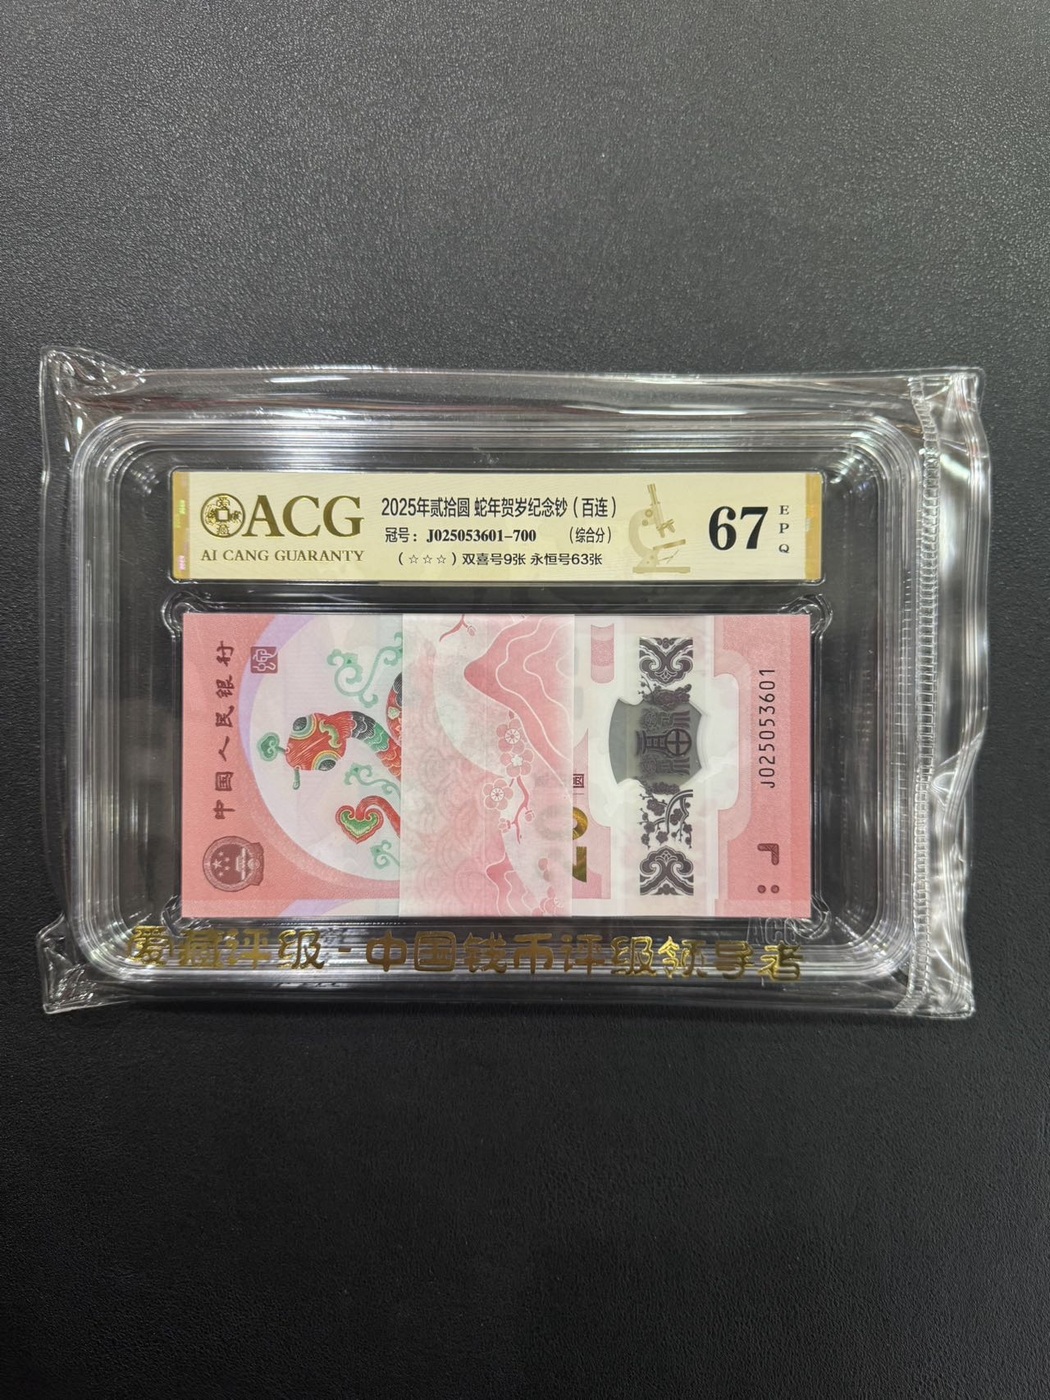 ACG
AI CANG GUARANTY
2025年贰拾圆 蛇年贺岁纪念钞（百连）
冠号：J025053601-700 （综合分）
（☆☆☆）双喜号9张 永恒号63张
67
EPQ
中国人民银行
圆
20
J025053601
爱藏评级-中国钱币评级领导者